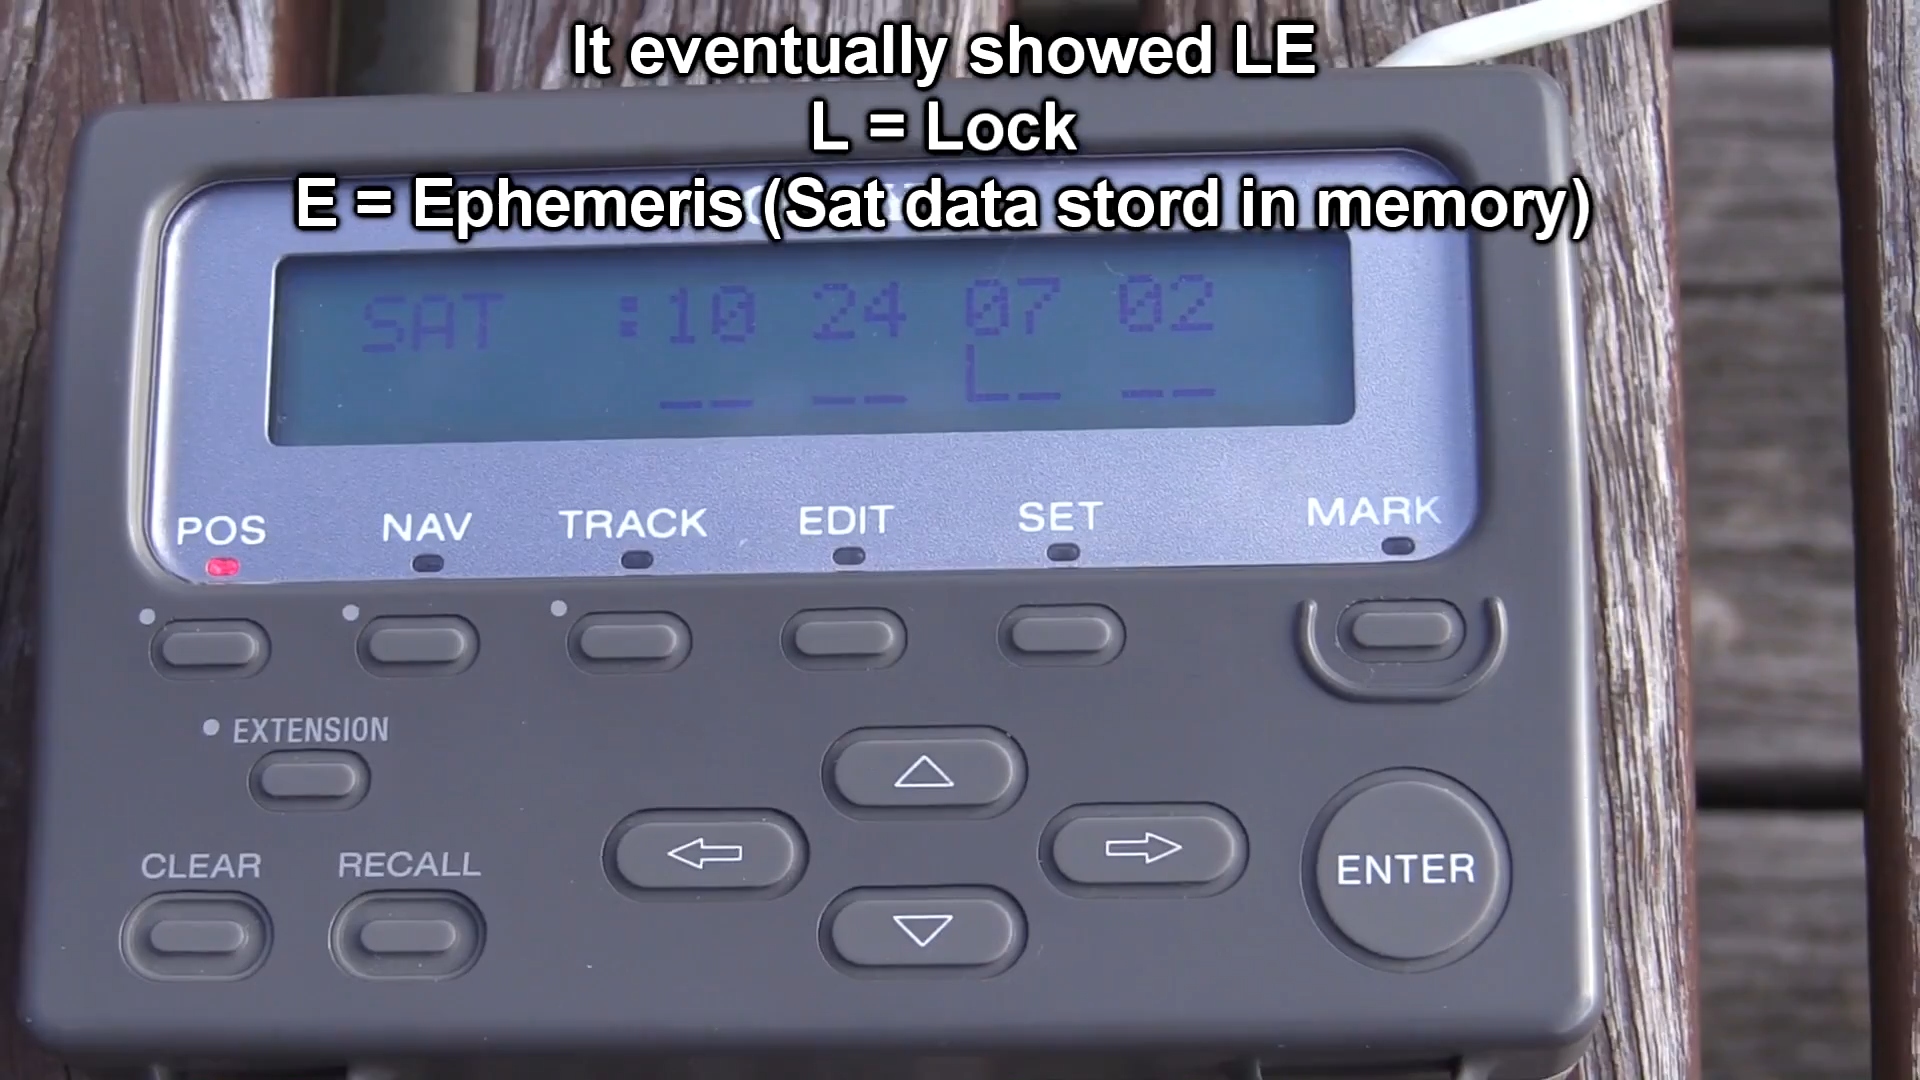 It eventually showed LE
L = Lock
E = Ephemeris (Sat data stord in memory)
SAT :10 24 07 02
__ __ L_ __
POS NAV TRACK EDIT SET MARK
EXTENSION
CLEAR RECALL
ENTER